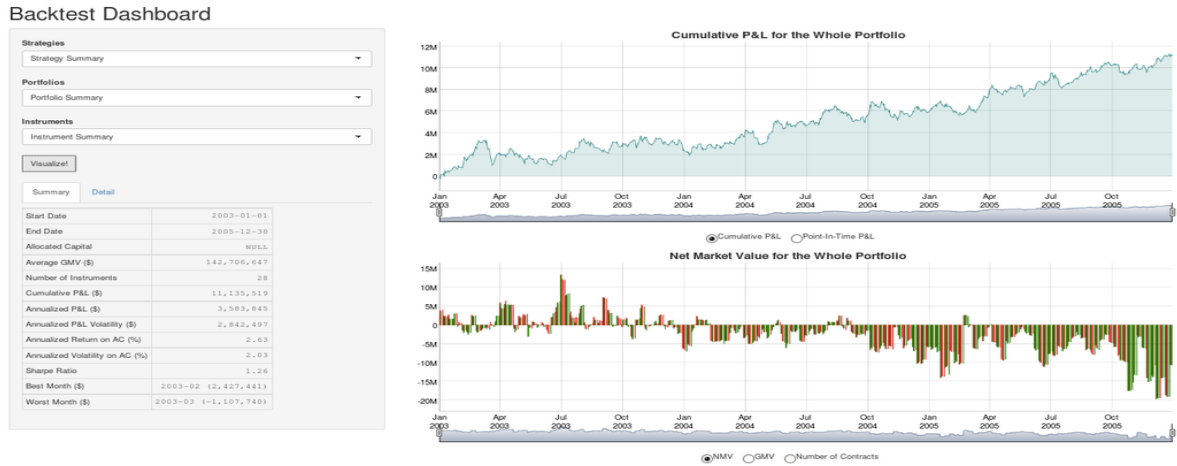 Backtest Dashboard
Strategies
Strategy Summary
Portfolios
Portfolio Summary
Instruments
Instrument Summary
Visualize!
Summary Detail
Start Date 2003-01-01
End Date 2005-12-30
Allocated Capital NULL
Average GMV ($) 142,706,647
Number of Instruments 28
Cumulative P&L ($) 11,135,519
Annualized P&L ($) 3,583,845
Annualized P&L Volatility ($) 2,842,497
Annualized Return on AC (%) 2.63
Annualized Volatility on AC (%) 2.03
Sharpe Ratio 1.26
Best Month ($) 2003-02 (2,427,441)
Worst Month ($) 2003-03 (-1,107,740)
Cumulative P&L for the Whole Portfolio
12M
10M
8M
6M
4M
2M
0
Jan Apr Jul Oct Jan Apr Jul Oct Jan Apr Jul Oct
2003 2003 2003 2003 2004 2004 2004 2004 2005 2005 2005 2005
Cumulative P&L Point-In-Time P&L
Net Market Value for the Whole Portfolio
15M
10M
5M
0
-5M
-10M
-15M
-20M
Jan Apr Jul Oct Jan Apr Jul Oct Jan Apr Jul Oct
2003 2003 2003 2003 2004 2004 2004 2004 2005 2005 2005 2005
NMV GMV Number of Contracts